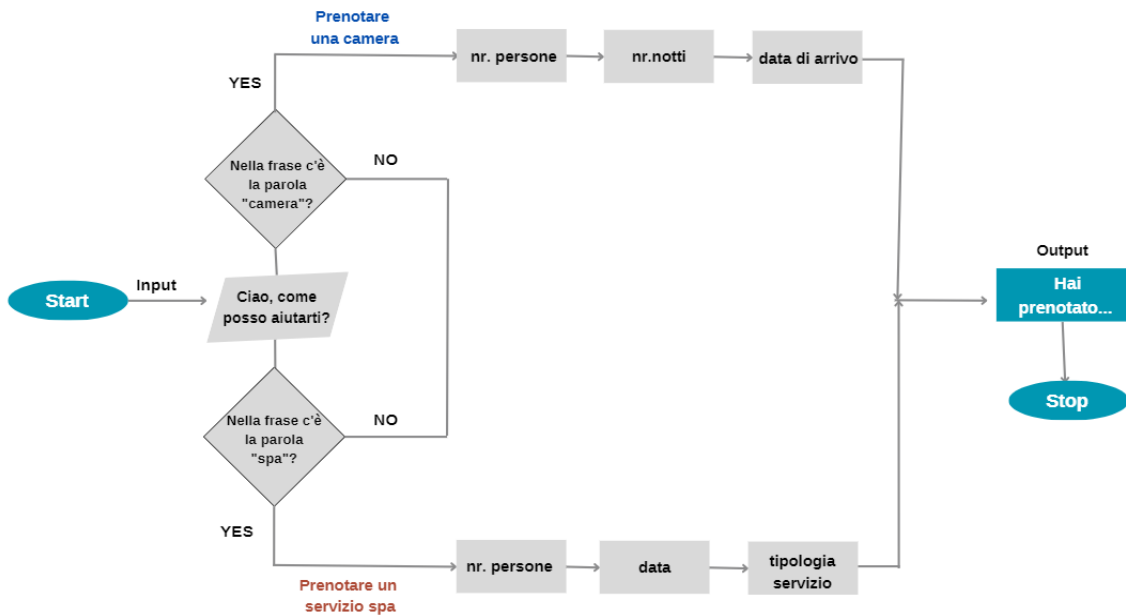 Prenotare
una camera
nr. persone
nr.notti
data di arrivo
YES
Nella frase c'è
la parola
"camera"?
NO
Start
Input
Ciao, come
posso aiutarti?
Output
Hai
prenotato...
Stop
Nella frase c'è
la parola
"spa"?
NO
YES
Prenotare un
servizio spa
nr. persone
data
tipologia
servizio